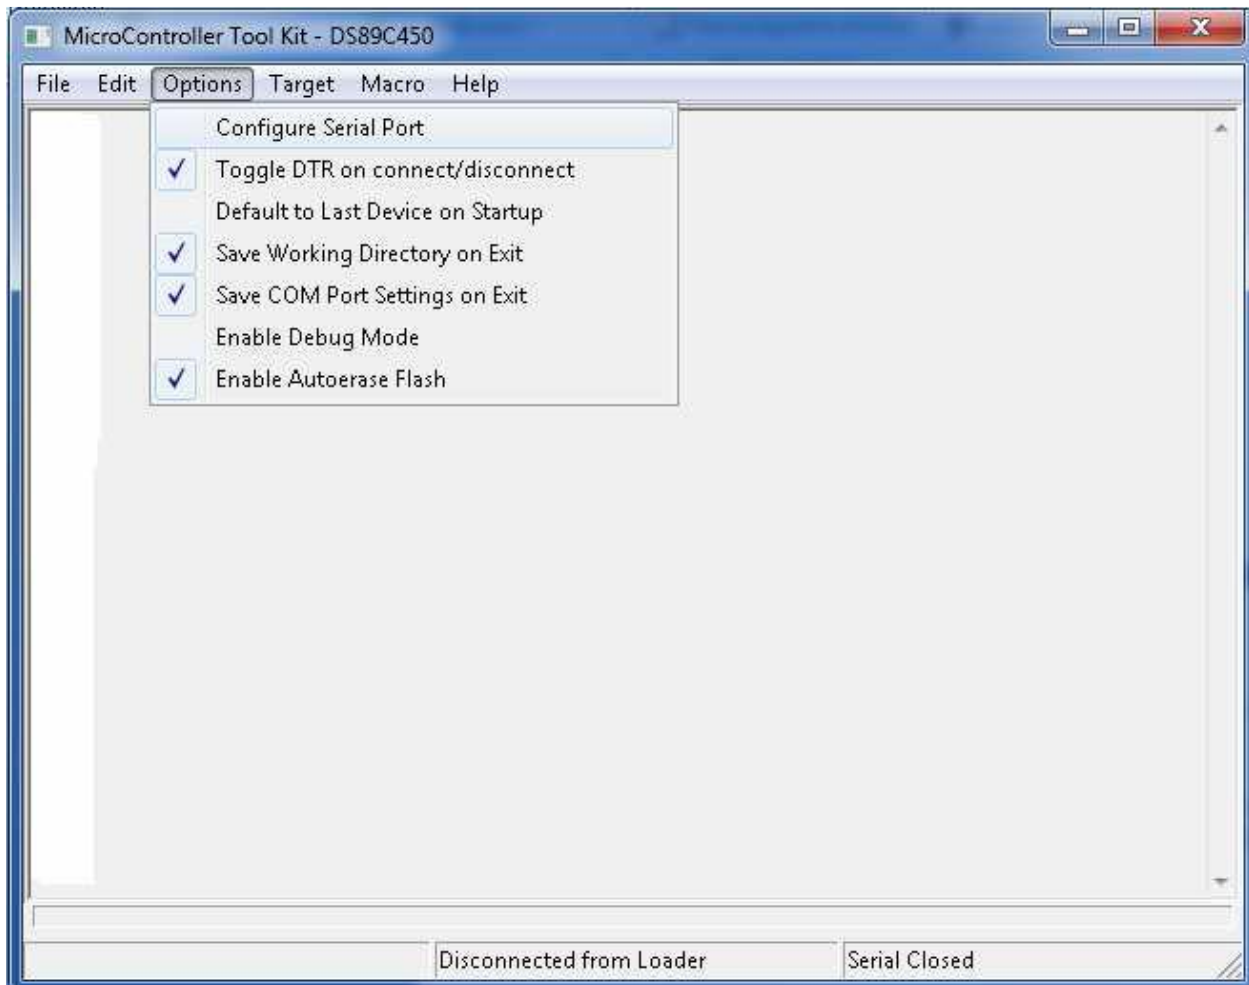 MicroController Tool Kit - DS89C450
File Edit Options Target Macro Help
Configure Serial Port
Toggle DTR on connect/disconnect
Default to Last Device on Startup
Save Working Directory on Exit
Save COM Port Settings on Exit
Enable Debug Mode
Enable Autoerase Flash
Disconnected from Loader Serial Closed